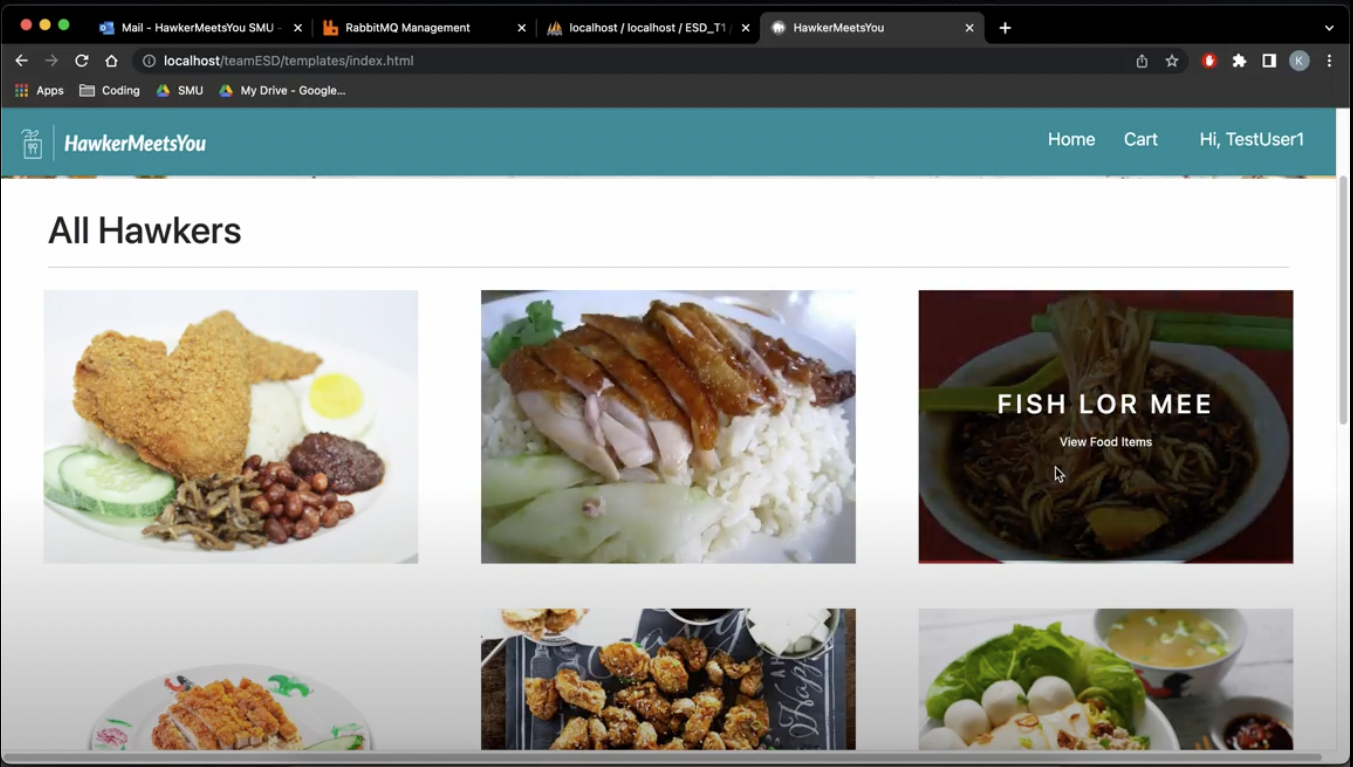 Mail - HawkerMeetsYou SMU -
RabbitMQ Management
localhost / localhost / ESD_T1 /
HawkerMeetsYou
localhost/teamESD/templates/index.html
K
Apps
Coding
SMU
My Drive - Google...
HawkerMeetsYou
Home
Cart
Hi, TestUser1
All Hawkers
FISH LOR MEE
View Food Items